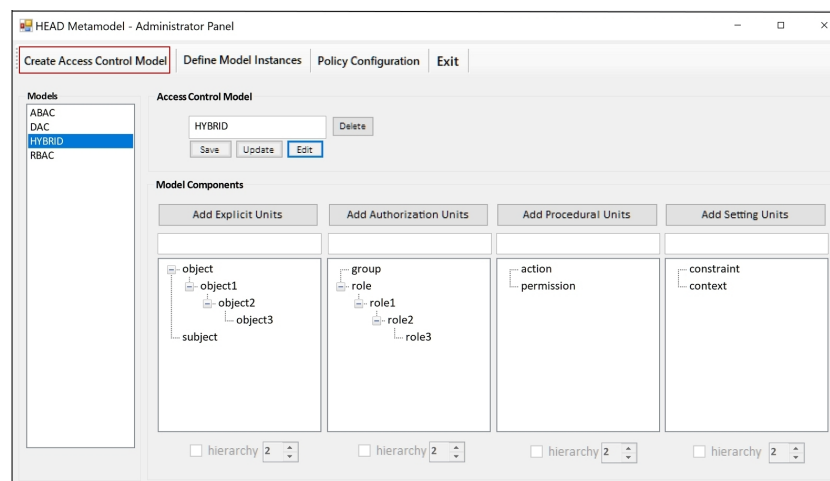 HEAD Metamodel - Administrator Panel
Create Access Control Model Define Model Instances Policy Configuration Exit
Models
ABAC
DAC
HYBRID
RBAC
Access Control Model
HYBRID Delete
Save Update Edit
Model Components
Add Explicit Units Add Authorization Units Add Procedural Units Add Setting Units
object
object1
object2
object3
subject
group
role
role1
role2
role3
action
permission
constraint
context
hierarchy 2 hierarchy 2 hierarchy 2 hierarchy 2